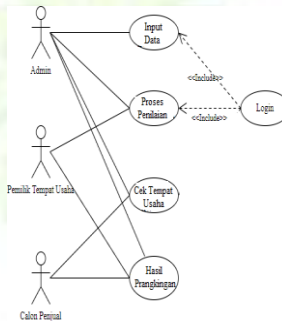 Input
Data
Admin
<<Include>>
Proses
Penilaian
<<Include>>
Login
Pemilik Tempat Usaha
Cek Tempat
Usaha
Hasil
Prangkingan
Calon Penjual